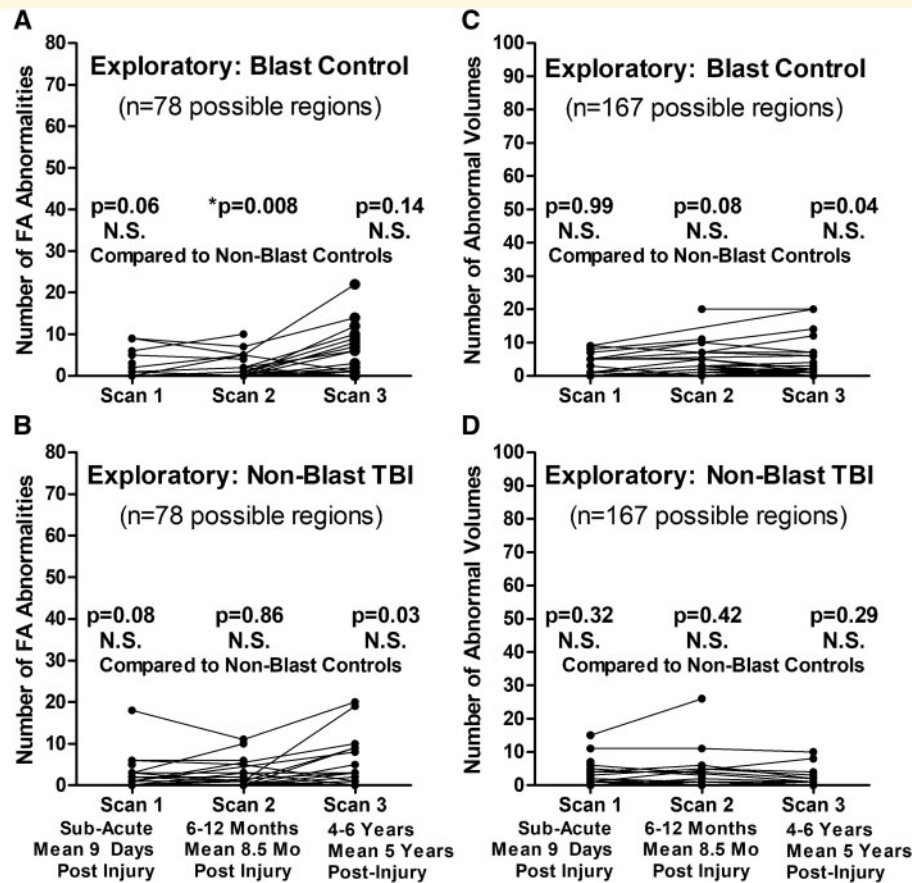 A
Number of FA Abnormalities
80
70
60
50
40
30
20
10
0
Exploratory: Blast Control
(n=78 possible regions)
p=0.06 *p=0.008 p=0.14
N.S. N.S.
Compared to Non-Blast Controls
Scan 1 Scan 2 Scan 3
C
Number of Abnormal Volumes
100
90
80
70
60
50
40
30
20
10
0
Exploratory: Blast Control
(n=167 possible regions)
p=0.99 p=0.08 p=0.04
N.S. N.S. N.S.
Compared to Non-Blast Controls
Scan 1 Scan 2 Scan 3
B
Number of FA Abnormalities
80
70
60
50
40
30
20
10
0
Exploratory: Non-Blast TBI
(n=78 possible regions)
p=0.08 p=0.86 p=0.03
N.S. N.S. N.S.
Compared to Non-Blast Controls
Scan 1 Scan 2 Scan 3
Sub-Acute 6-12 Months 4-6 Years
Mean 9 Days Mean 8.5 Mo Mean 5 Years
Post Injury Post Injury Post-Injury
D
Number of Abnormal Volumes
100
90
80
70
60
50
40
30
20
10
0
Exploratory: Non-Blast TBI
(n=167 possible regions)
p=0.32 p=0.42 p=0.29
N.S. N.S. N.S.
Compared to Non-Blast Controls
Scan 1 Scan 2 Scan 3
Sub-Acute 6-12 Months 4-6 Years
Mean 9 Days Mean 8.5 Mo Mean 5 Years
Post Injury Post Injury Post-Injury